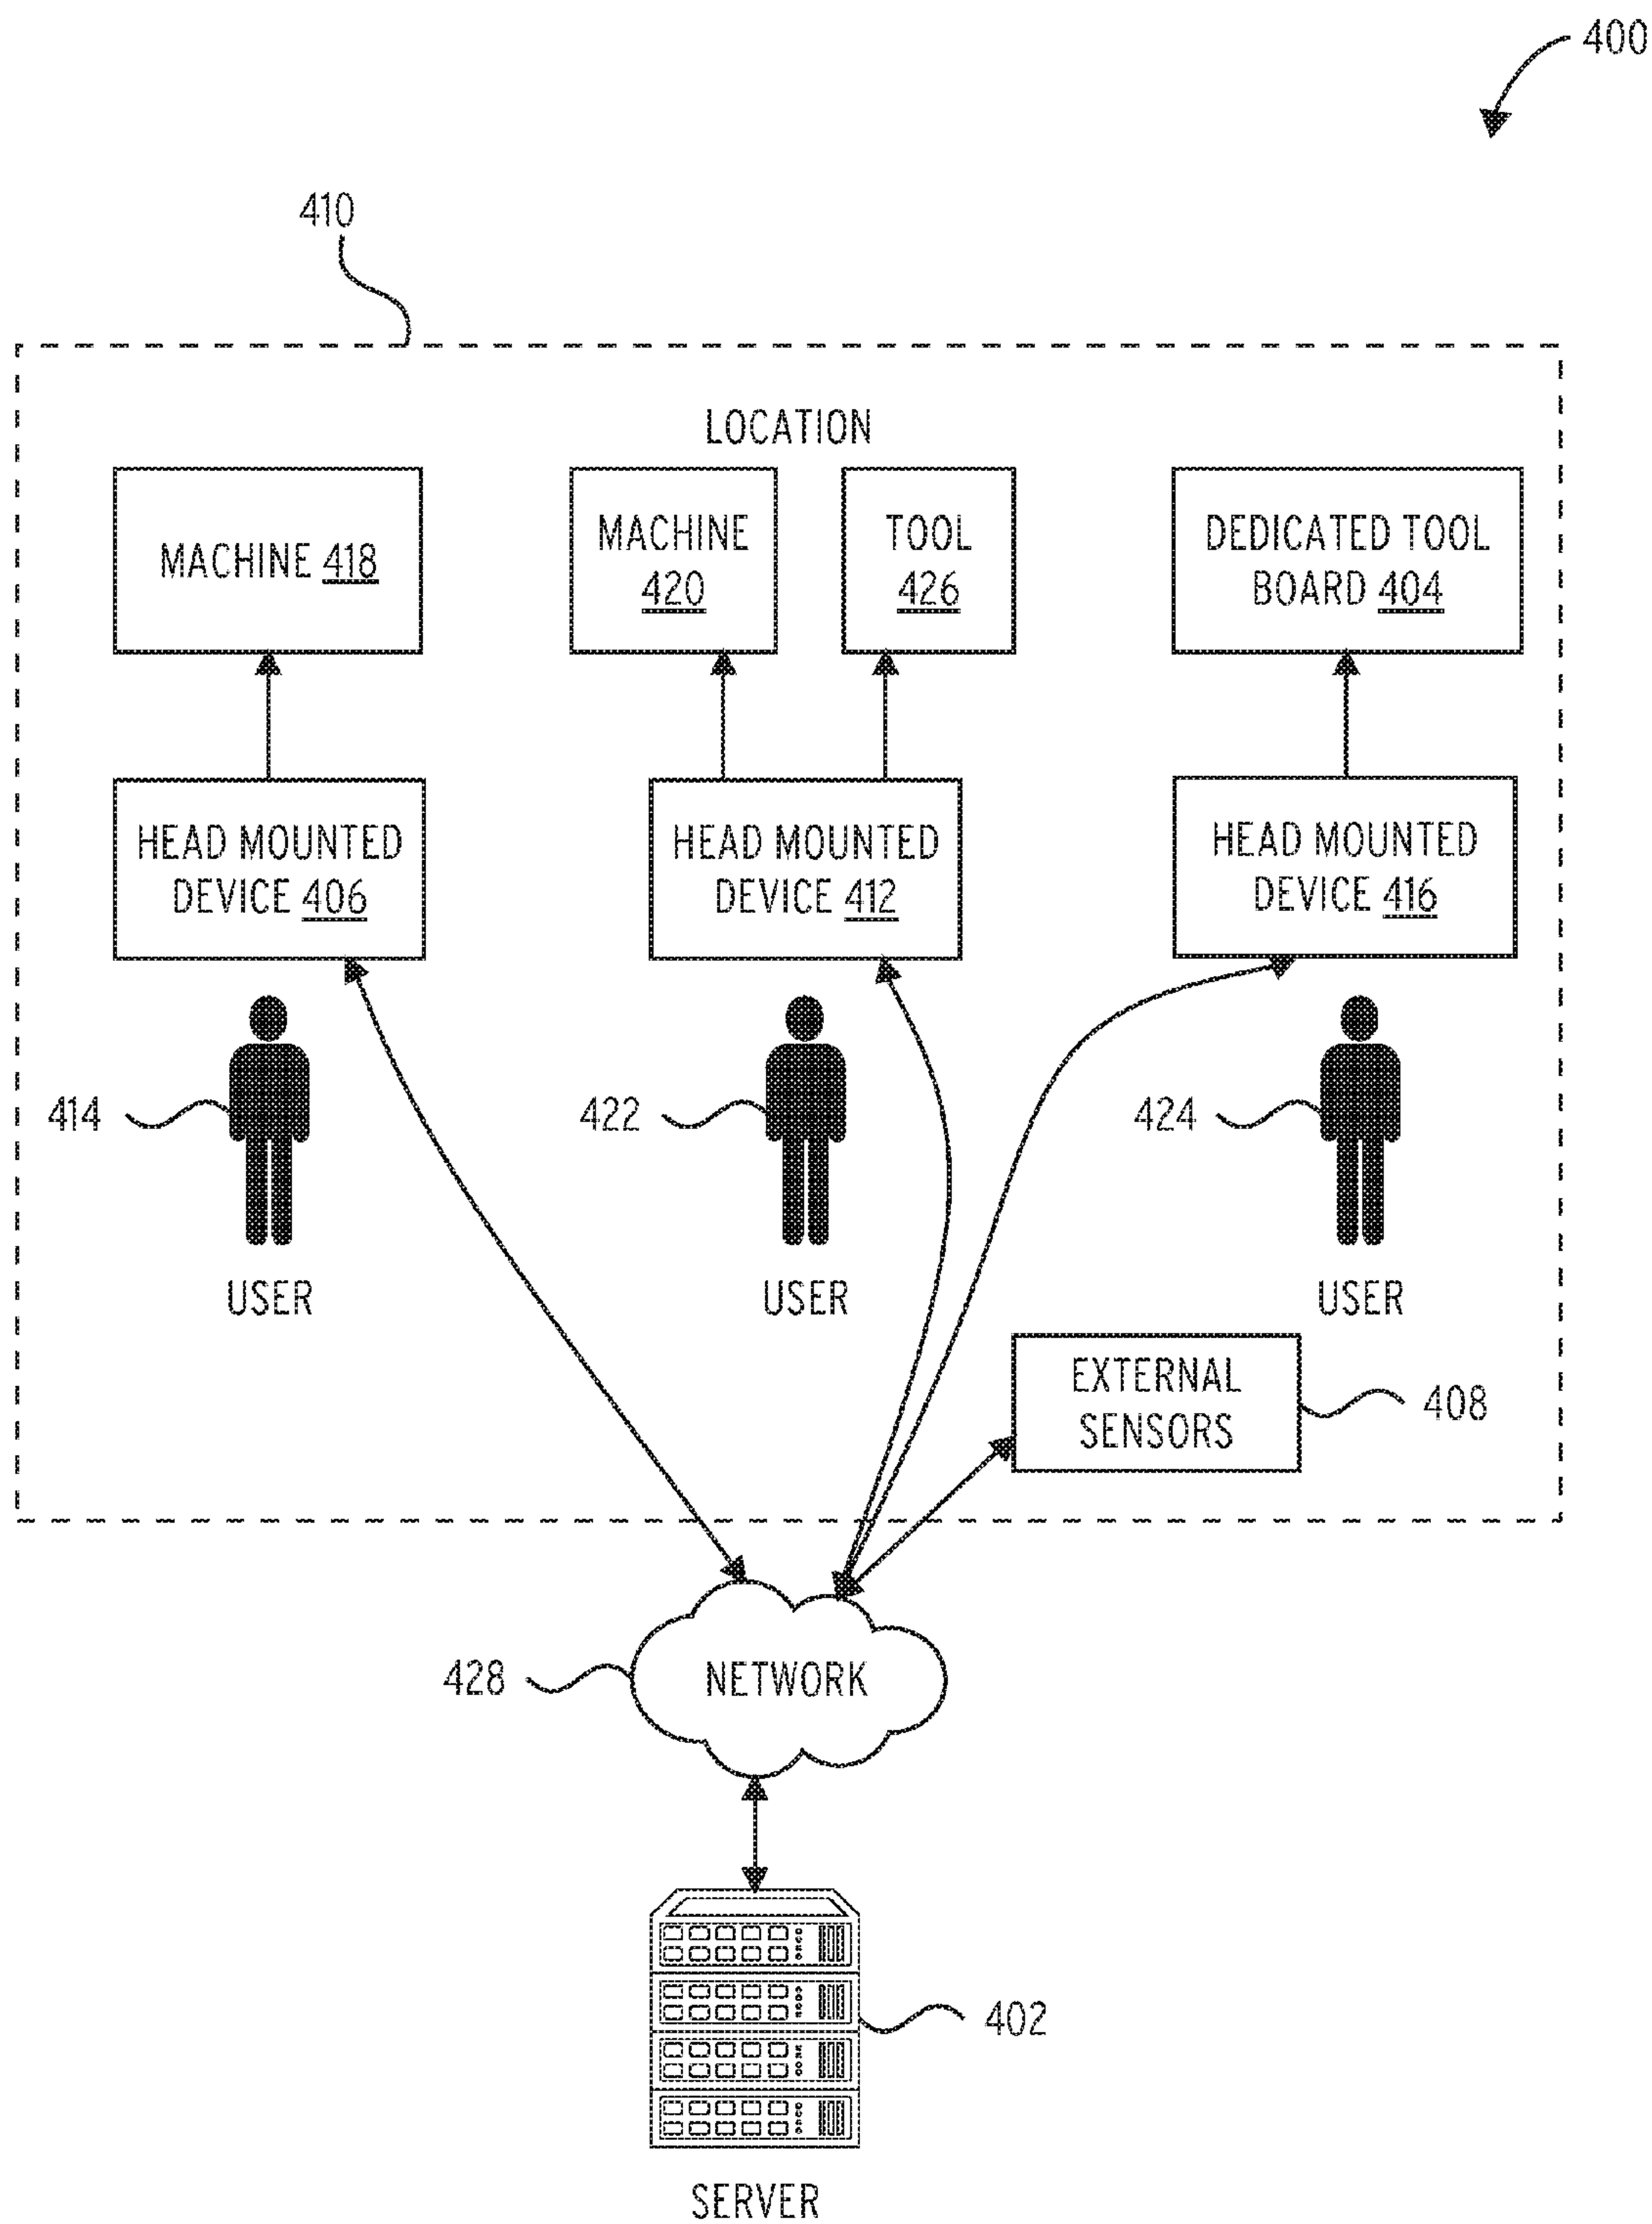 400
410
LOCATION
MACHINE 418
MACHINE
420
TOOL
426
DEDICATED TOOL
BOARD 404
HEAD MOUNTED
DEVICE 406
HEAD MOUNTED
DEVICE 412
HEAD MOUNTED
DEVICE 416
414
422
424
USER
USER
USER
EXTERNAL
SENSORS
408
428
NETWORK
402
SERVER